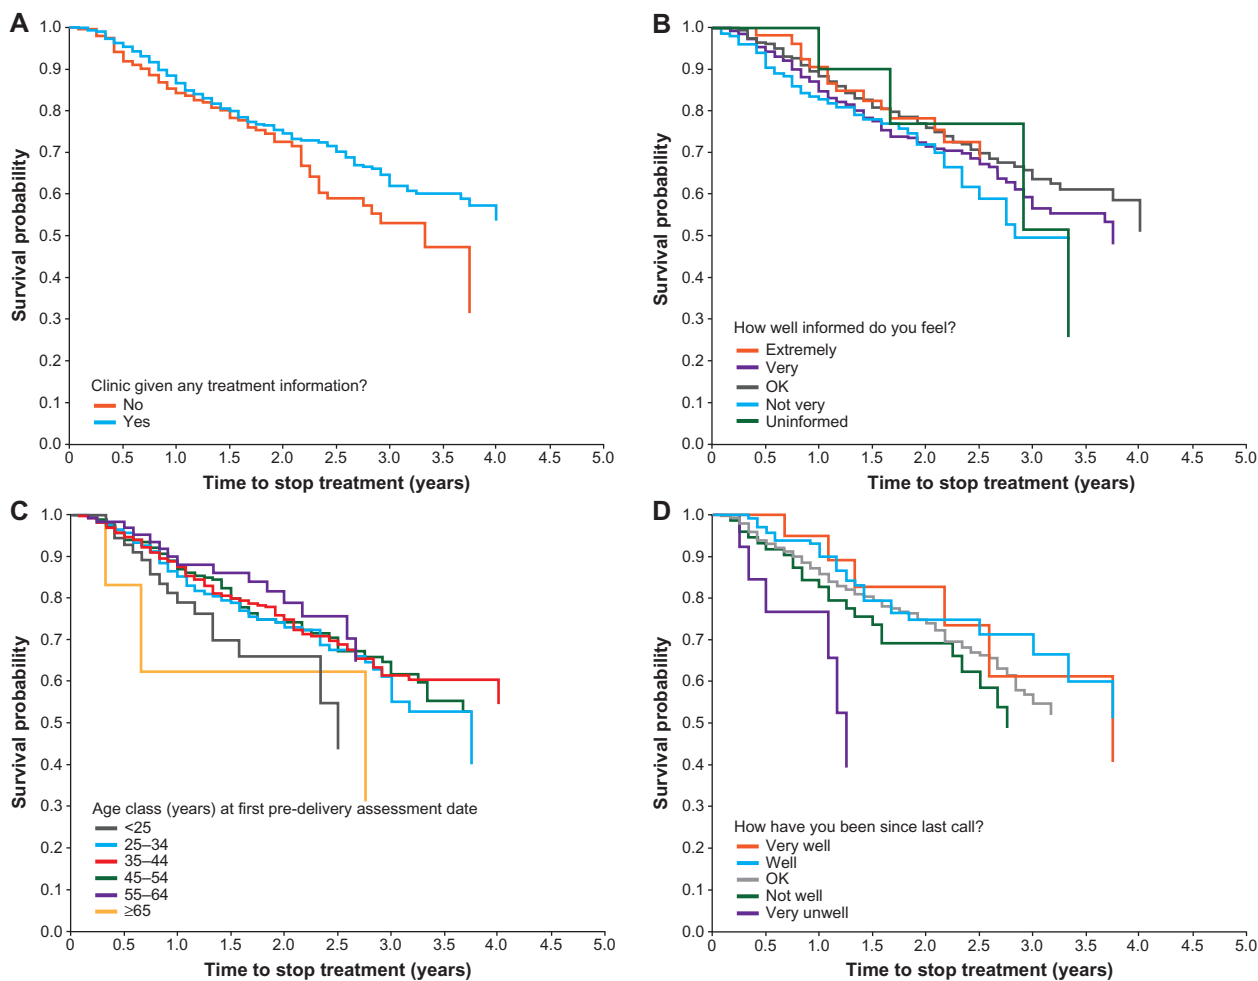 A
1.0
0.9
0.8
0.7
0.6
0.5
0.4
0.3
0.2
0.1
0.0
Survival probability
Clinic given any treatment information?
No
Yes
0 0.5 1.0 1.5 2.0 2.5 3.0 3.5 4.0 4.5 5.0
Time to stop treatment (years)
B
1.0
0.9
0.8
0.7
0.6
0.5
0.4
0.3
0.2
0.1
0.0
Survival probability
How well informed do you feel?
Extremely
Very
OK
Not very
Uninformed
0 0.5 1.0 1.5 2.0 2.5 3.0 3.5 4.0 4.5 5.0
Time to stop treatment (years)
C
1.0
0.9
0.8
0.7
0.6
0.5
0.4
0.3
0.2
0.1
0.0
Survival probability
Age class (years) at first pre-delivery assessment date
<25
25–34
35–44
45–54
55–64
≥65
0 0.5 1.0 1.5 2.0 2.5 3.0 3.5 4.0 4.5 5.0
Time to stop treatment (years)
D
1.0
0.9
0.8
0.7
0.6
0.5
0.4
0.3
0.2
0.1
0.0
Survival probability
How have you been since last call?
Very well
Well
OK
Not well
Very unwell
0 0.5 1.0 1.5 2.0 2.5 3.0 3.5 4.0 4.5 5.0
Time to stop treatment (years)